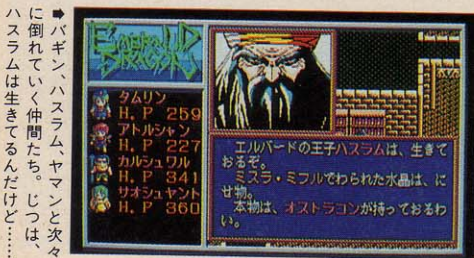 ➡バギン、ハスラム、ヤマンと次々
に倒れていく仲間たち。じつは、
ハスラムは生きてるんだけど……
EMERALD
DRAGON
タムリン
H．P 259
アトルシャン
H．P 227
カルシュワル
H．P 341
サオシュヤント
H．P 360
エルバードの王子ハスラムは、生きて
おるぞ。
ミスラ・ミフルでわられた水晶は、に
せ物。
本物は、オストラコンが持っておるわ
い。